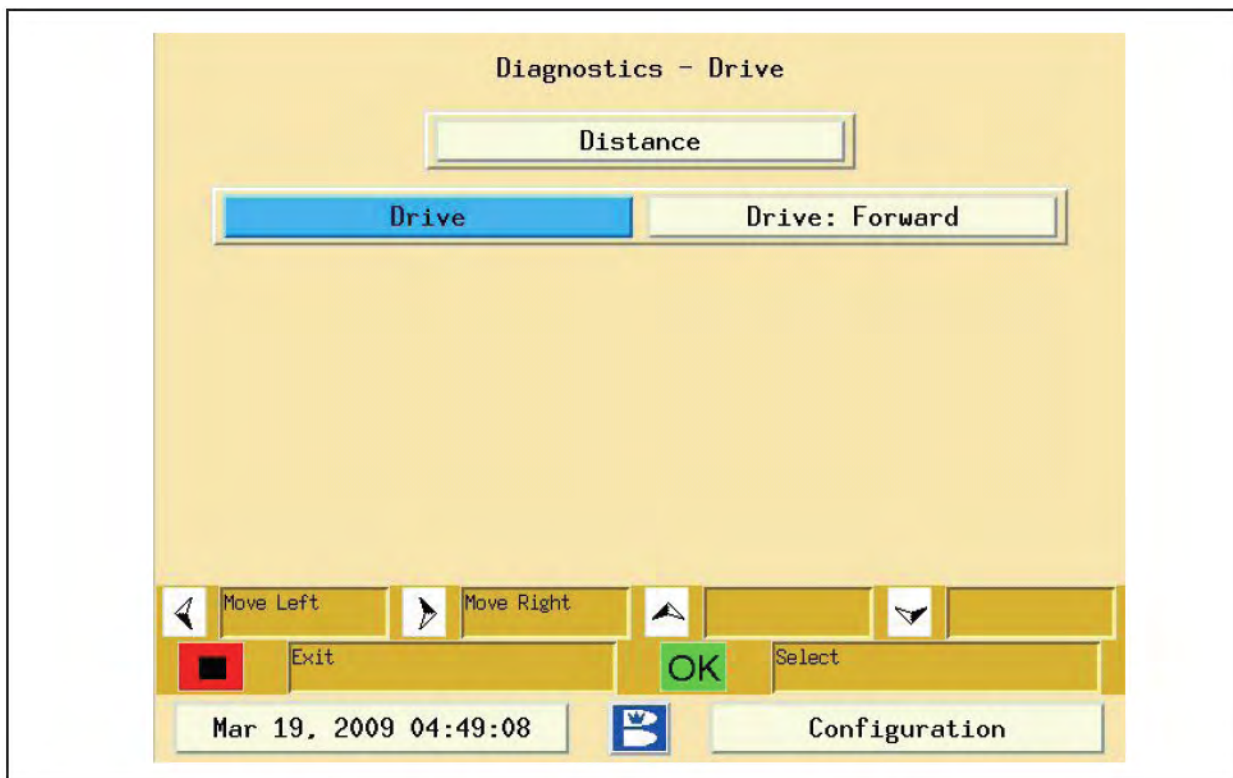 Diagnostics - Drive
Distance
Drive Drive: Forward
Move Left Move Right
Exit OK Select
Mar 19, 2009 04:49:08 B Configuration